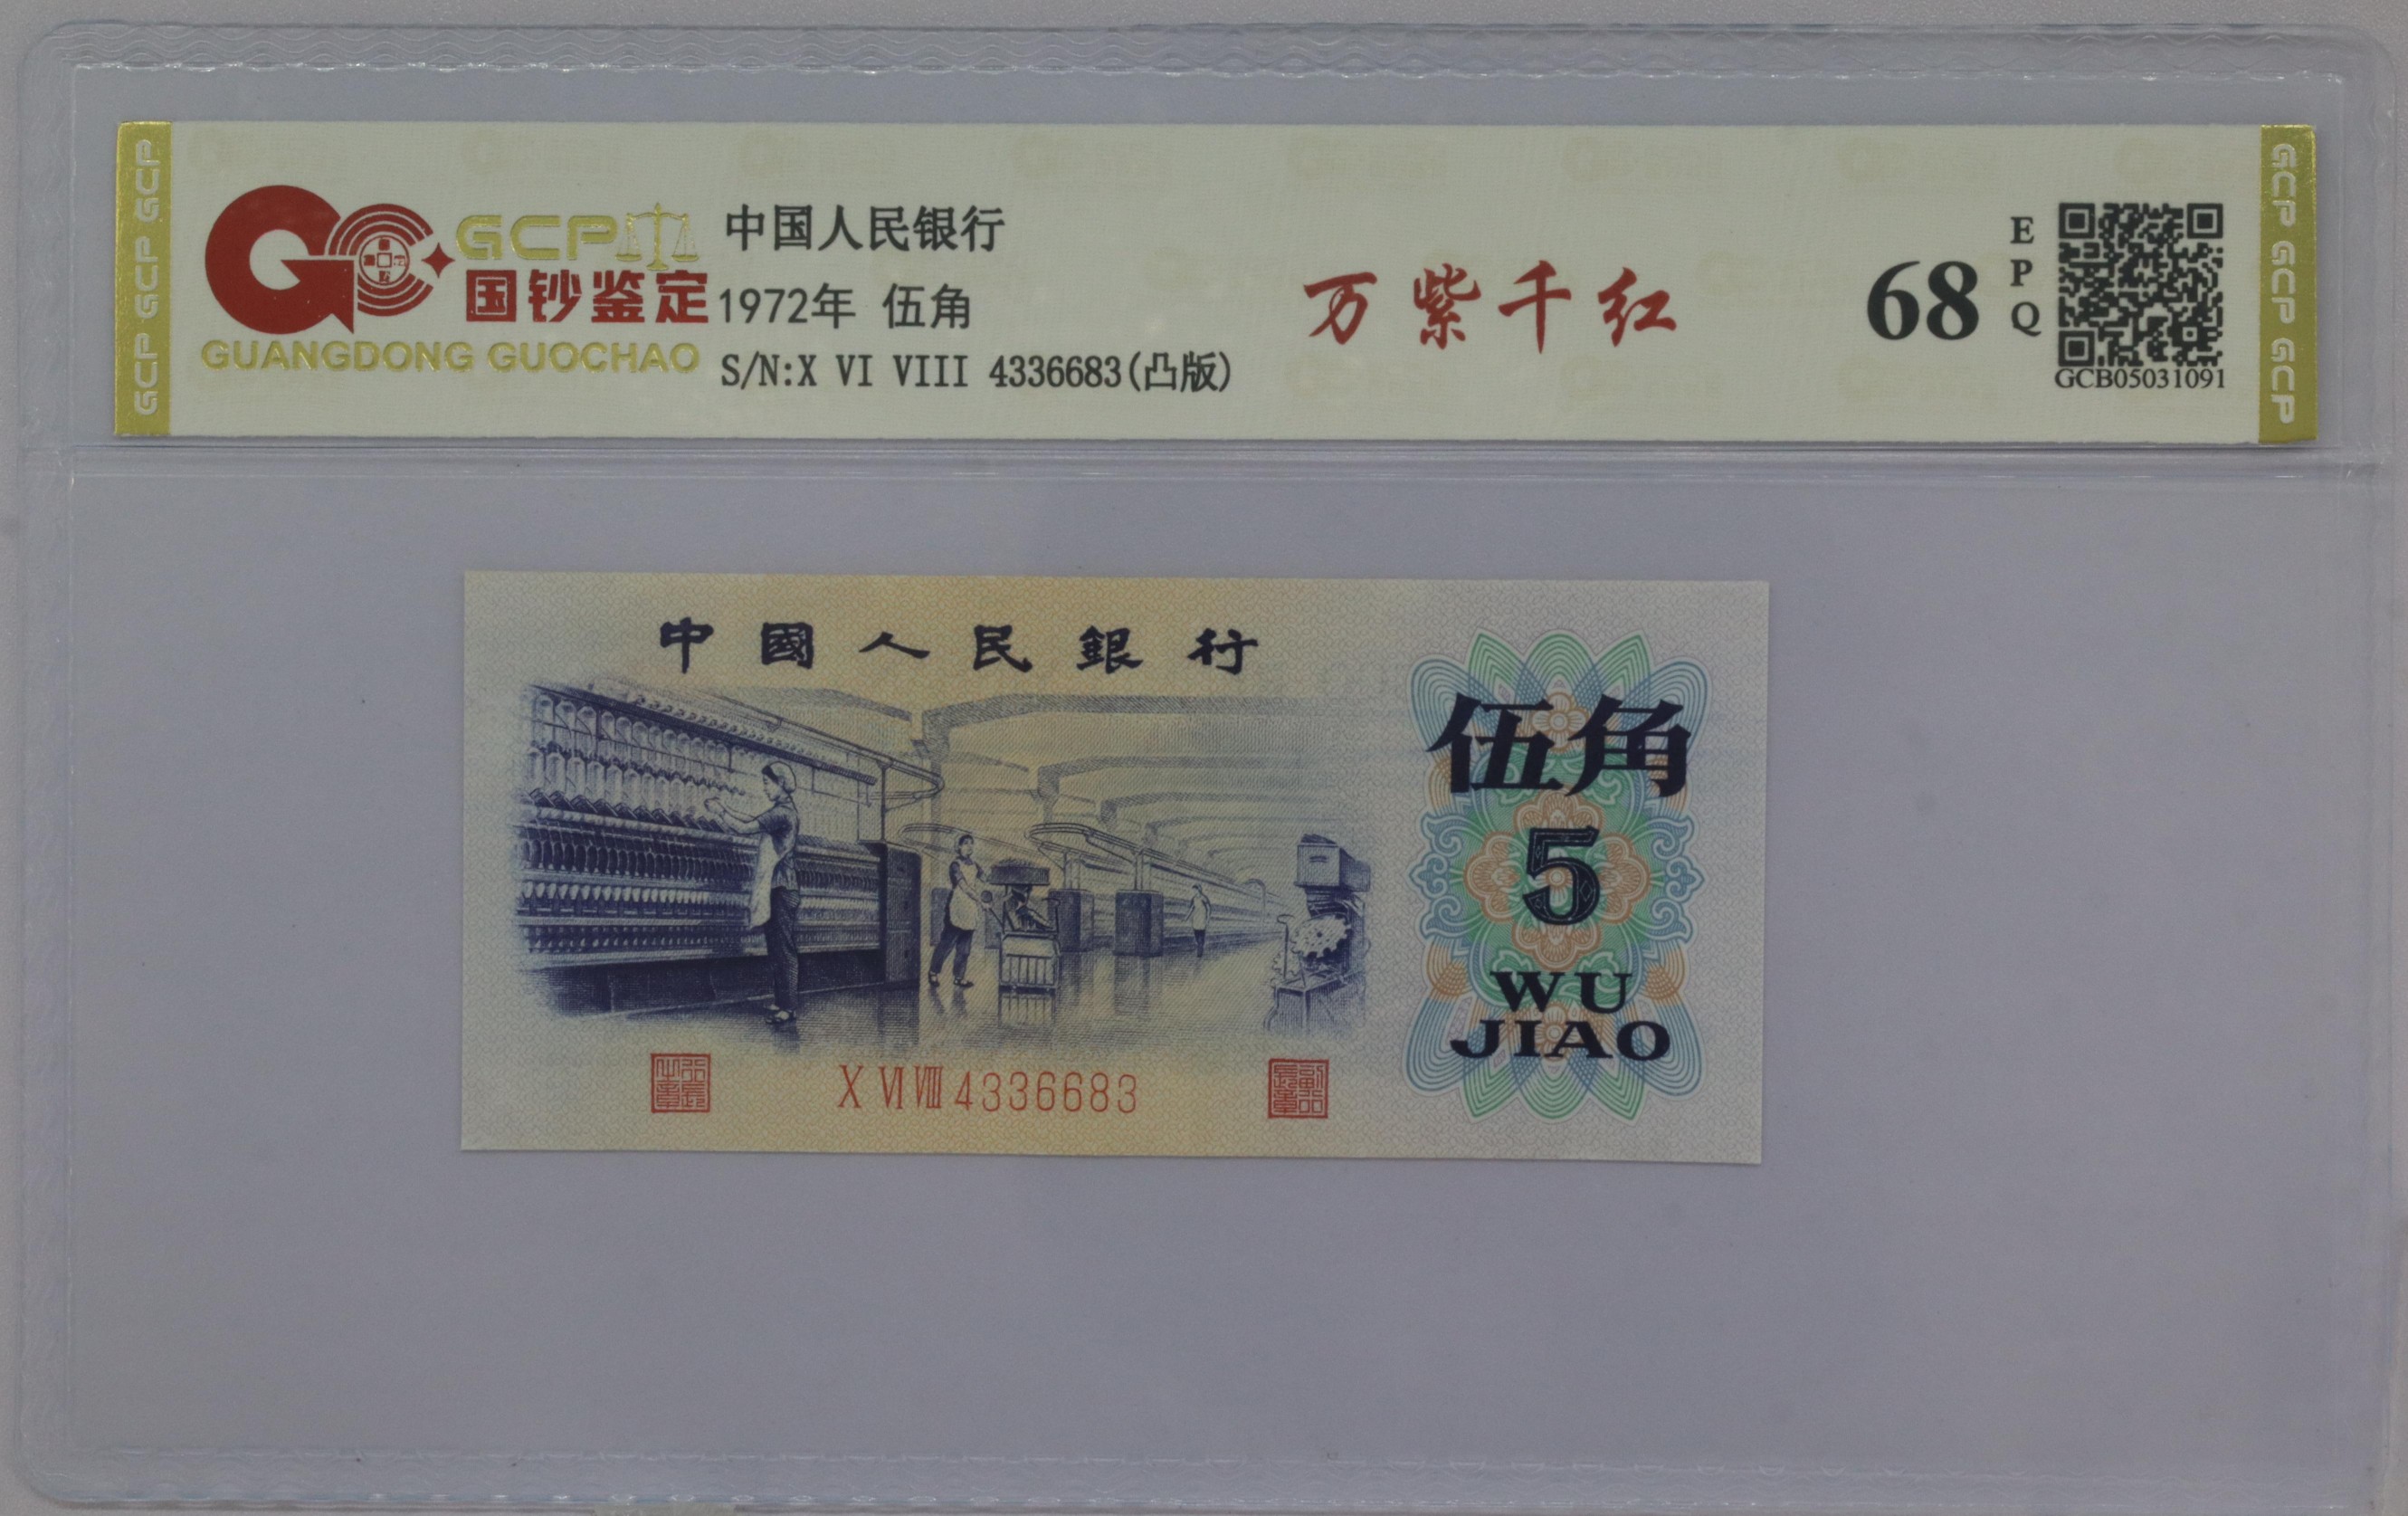 GCP GCP GCP
GCP
国钞鉴定
GUANGDONG GUOCHAO
中国人民银行
1972年 伍角
S/N:X VI VIII 4336683(凸版)
万紫千红
68
EPQ
GCB05031091
GCP GCP GCP
中國人民銀行
伍角
5
WU
JIAO
X VI VIII 4336683